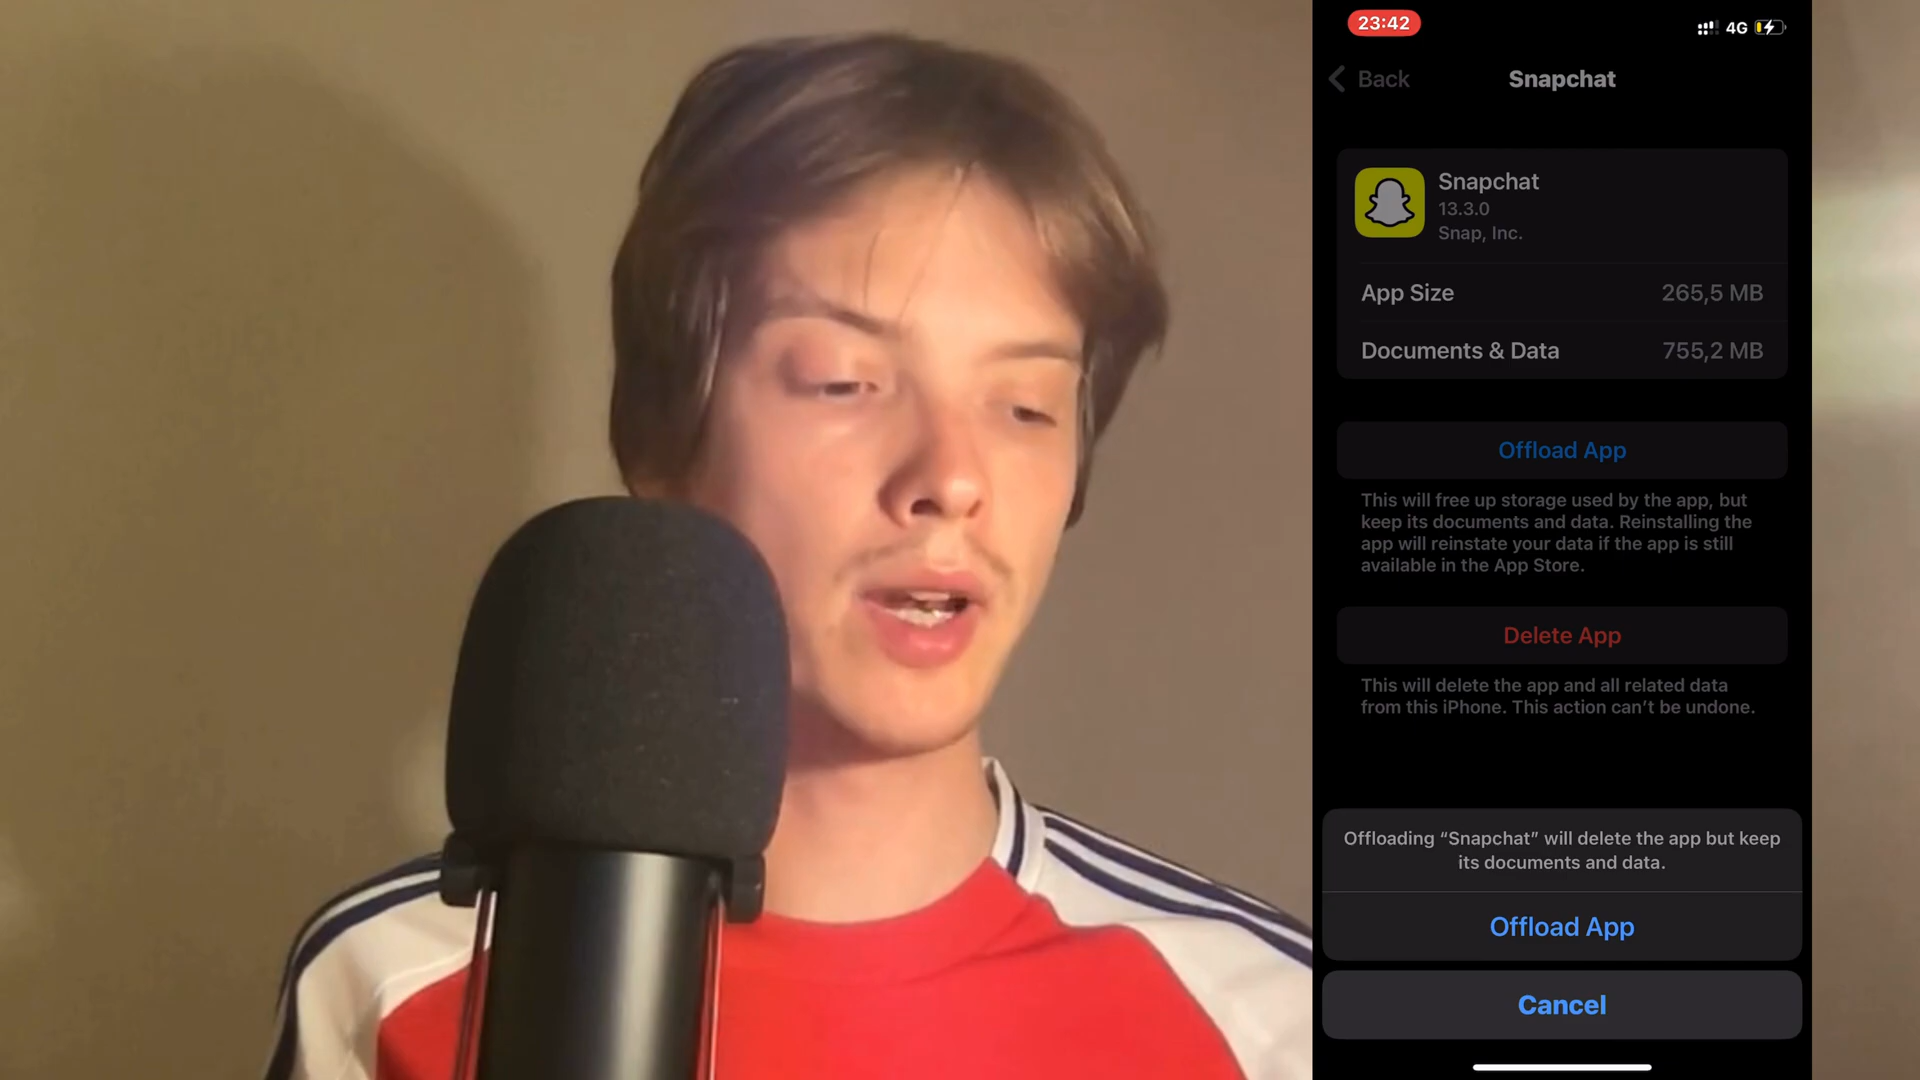 23:42
4G
Back
Snapchat
Snapchat
13.3.0
Snap, Inc.
App Size
265,5 MB
Documents & Data
755,2 MB
Offload App
This will free up storage used by the app, but
keep its documents and data. Reinstalling the
app will reinstate your data if the app is still
available in the App Store.
Delete App
This will delete the app and all related data
from this iPhone. This action can’t be undone.
Offloading “Snapchat” will delete the app but keep
its documents and data.
Offload App
Cancel